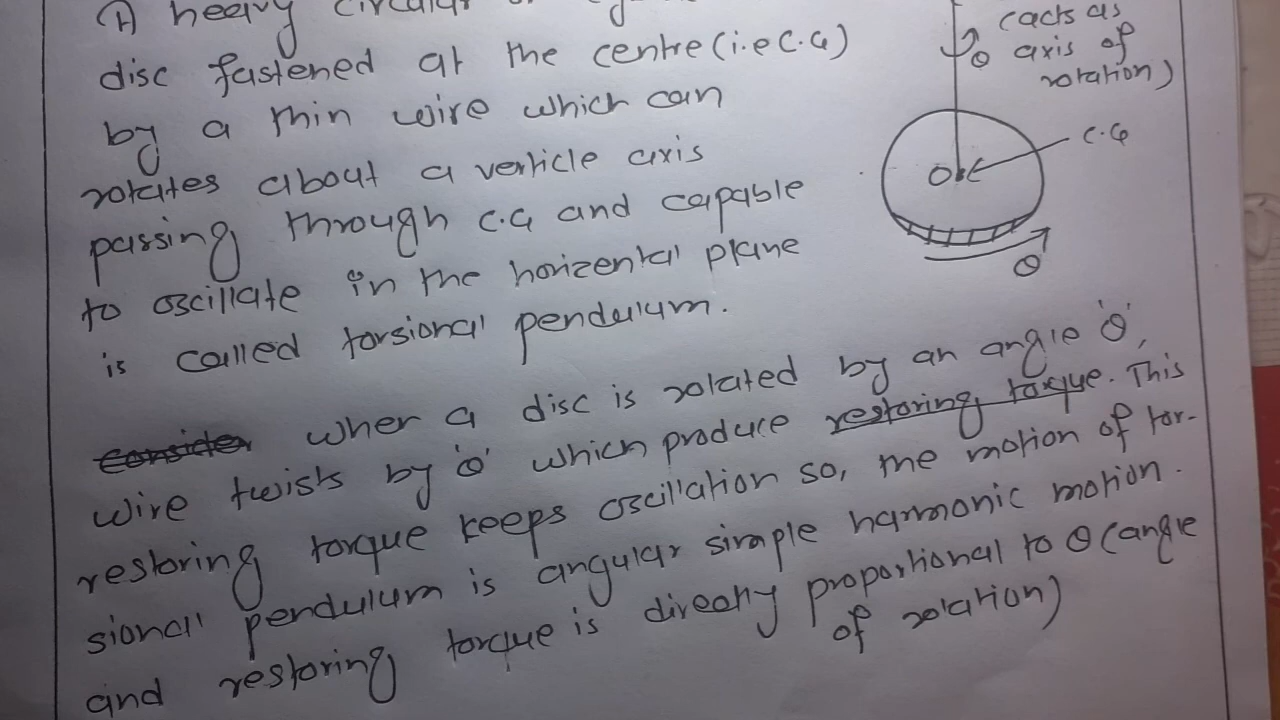 A heavy circular or
disc fastened at the centre (i.e C.G)
by a thin wire which can
rotates about a verticle axis
passing through C.G and capable
to oscillate in the horizental plane
is called torsional pendulum.
(acts as
axis of
rotation)
θ
C.G
O
θ
Consider when a disc is rotated by an angle 'θ',
wire twists by 'θ' which produce restoring torque. This
restoring torque keeps oscillation so, the motion of tor-
sional pendulum is angular simple harmonic motion.
and restoring torque is directly proportional to θ (angle
of rotation)